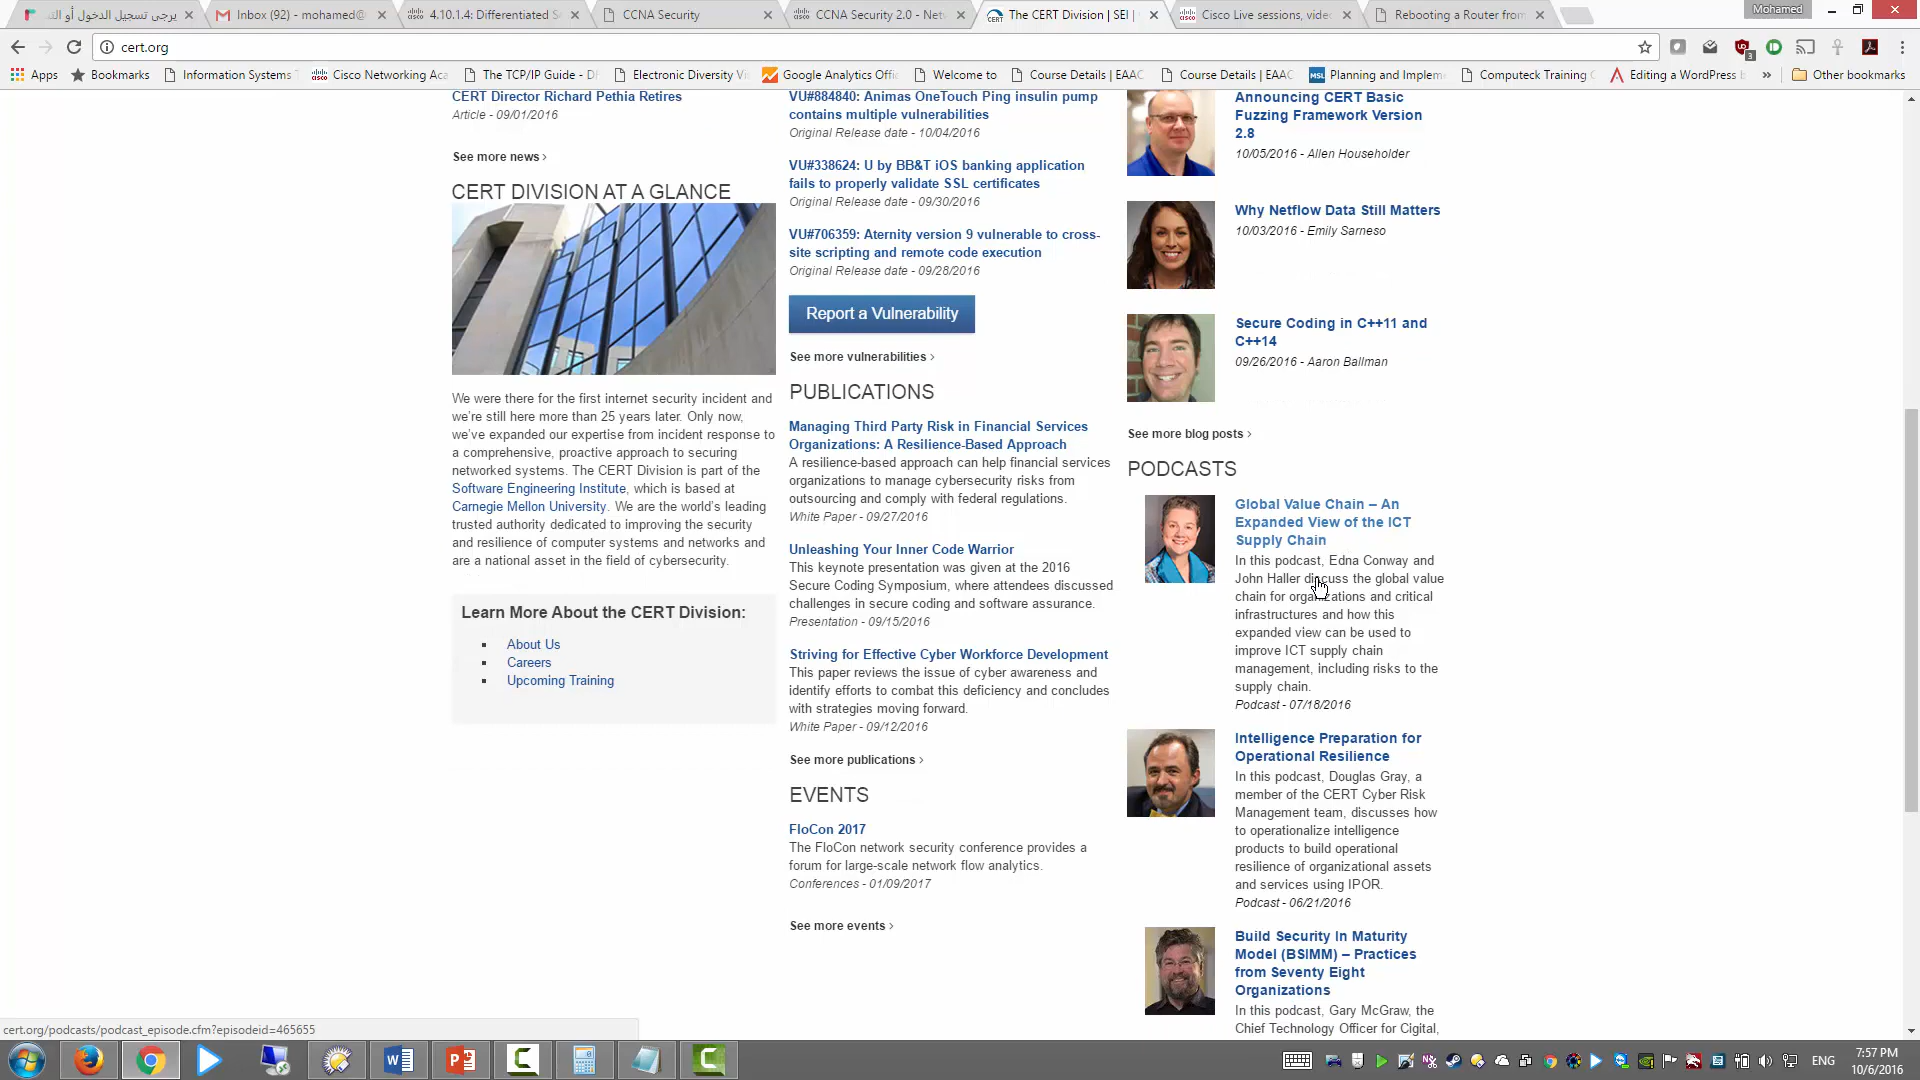 يرجى تسجيل الدخول أو الت
Inbox (92) - mohamed@
4.10.1.4: Differentiated S
CCNA Security
CCNA Security 2.0 - Net
The CERT Division | SEI |
Cisco Live sessions, vide
Rebooting a Router from
Mohamed
cert.org
3
Apps
Bookmarks
Information Systems
Cisco Networking Aca
The TCP/IP Guide - D
Electronic Diversity Vi
Google Analytics Offic
Welcome to
Course Details | EAAC
Course Details | EAAC
MSL
Planning and Implem
Computeck Training C
Editing a WordPress
»
Other bookmarks
CERT Director Richard Pethia Retires
Article - 09/01/2016
See more news ›
CERT DIVISION AT A GLANCE
We were there for the first internet security incident and
we're still here more than 25 years later. Only now,
we've expanded our expertise from incident response to
a comprehensive, proactive approach to securing
networked systems. The CERT Division is part of the
Software Engineering Institute, which is based at
Carnegie Mellon University. We are the world's leading
trusted authority dedicated to improving the security
and resilience of computer systems and networks and
are a national asset in the field of cybersecurity.
Learn More About the CERT Division:
▪ About Us
▪ Careers
▪ Upcoming Training
VU#884840: Animas OneTouch Ping insulin pump
contains multiple vulnerabilities
Original Release date - 10/04/2016
VU#338624: U by BB&T iOS banking application
fails to properly validate SSL certificates
Original Release date - 09/30/2016
VU#706359: Aternity version 9 vulnerable to cross-
site scripting and remote code execution
Original Release date - 09/28/2016
Report a Vulnerability
See more vulnerabilities ›
PUBLICATIONS
Managing Third Party Risk in Financial Services
Organizations: A Resilience-Based Approach
A resilience-based approach can help financial services
organizations to manage cybersecurity risks from
outsourcing and comply with federal regulations.
White Paper - 09/27/2016
Unleashing Your Inner Code Warrior
This keynote presentation was given at the 2016
Secure Coding Symposium, where attendees discussed
challenges in secure coding and software assurance.
Presentation - 09/15/2016
Striving for Effective Cyber Workforce Development
This paper reviews the issue of cyber awareness and
identify efforts to combat this deficiency and concludes
with strategies moving forward.
White Paper - 09/12/2016
See more publications ›
EVENTS
FloCon 2017
The FloCon network security conference provides a
forum for large-scale network flow analytics.
Conferences - 01/09/2017
See more events ›
Announcing CERT Basic
Fuzzing Framework Version
2.8
10/05/2016 - Allen Householder
Why Netflow Data Still Matters
10/03/2016 - Emily Sarneso
Secure Coding in C++11 and
C++14
09/26/2016 - Aaron Ballman
See more blog posts ›
PODCASTS
Global Value Chain – An
Expanded View of the ICT
Supply Chain
In this podcast, Edna Conway and
John Haller discuss the global value
chain for organizations and critical
infrastructures and how this
expanded view can be used to
improve ICT supply chain
management, including risks to the
supply chain.
Podcast - 07/18/2016
Intelligence Preparation for
Operational Resilience
In this podcast, Douglas Gray, a
member of the CERT Cyber Risk
Management team, discusses how
to operationalize intelligence
products to build operational
resilience of organizational assets
and services using IPOR.
Podcast - 06/21/2016
Build Security In Maturity
Model (BSIMM) – Practices
from Seventy Eight
Organizations
In this podcast, Gary McGraw, the
Chief Technology Officer for Cigital,
cert.org/podcasts/podcast_episode.cfm?episodeid=465655
ENG
7:57 PM
10/6/2016